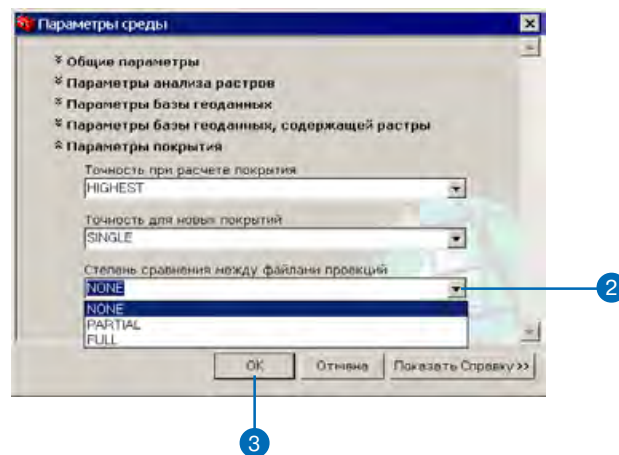 Параметры среды
Общие параметры
Параметры анализа растров
Параметры базы геоданных
Параметры базы геоданных, содержащей растры
Параметры покрытия
Точность при расчете покрытия
HIGHEST
Точность для новых покрытий
SINGLE
Степень сравнения между файлами проекций
NONE
2
NONE
PARTIAL
FULL
OK
Отмена
Показать Справку >>
3